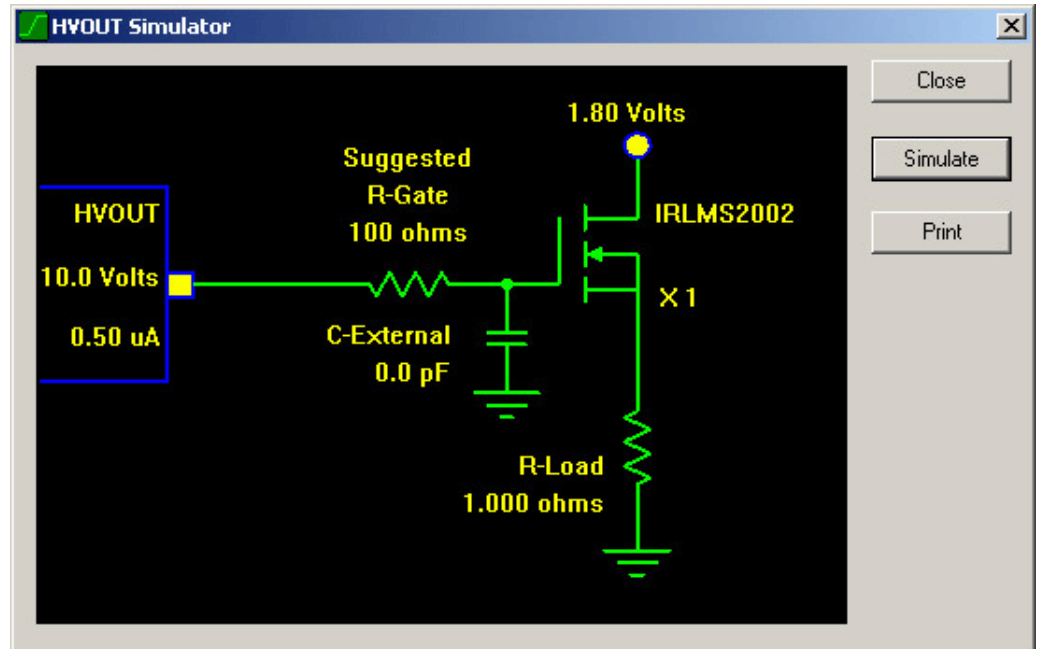 HVOUT Simulator
Close
Simulate
Print
1.80 Volts
Suggested
R-Gate
100 ohms
HVOUT
10.0 Volts
0.50 uA
IRLMS2002
X 1
C-External
0.0 pF
R-Load
1.000 ohms